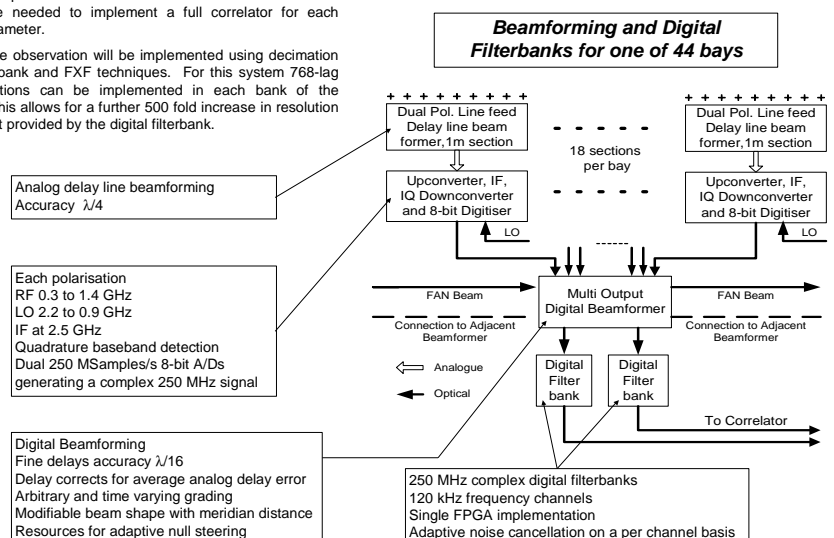 e needed to implement a full correlator for each
ameter.
e observation will be implemented using decimation
bank and FXF techniques. For this system 768-lag
tions can be implemented in each bank of the
his allows for a further 500 fold increase in resolution
t provided by the digital filterbank.
Beamforming and Digital
Filterbanks for one of 44 bays
+ + + + + + + + + +
Dual Pol. Line feed
Delay line beam
former,1m section
18 sections
per bay
+ + + + + + + + + +
Dual Pol. Line feed
Delay line beam
former,1m section
Analog delay line beamforming
Accuracy λ/4
Upconverter, IF,
IQ Downconverter
and 8-bit Digitiser
LO
Upconverter, IF,
IQ Downconverter
and 8-bit Digitiser
LO
Each polarisation
RF 0.3 to 1.4 GHz
LO 2.2 to 0.9 GHz
IF at 2.5 GHz
Quadrature baseband detection
Dual 250 MSamples/s 8-bit A/Ds
generating a complex 250 MHz signal
FAN Beam
Connection to Adjacent
Beamformer
Multi Output
Digital Beamformer
FAN Beam
Connection to Adjacent
Beamformer
Analogue
Optical
Digital
Filter
bank
Digital
Filter
bank
To Correlator
Digital Beamforming
Fine delays accuracy λ/16
Delay corrects for average analog delay error
Arbitrary and time varying grading
Modifiable beam shape with meridian distance
Resources for adaptive null steering
250 MHz complex digital filterbanks
120 kHz frequency channels
Single FPGA implementation
Adaptive noise cancellation on a per channel basis